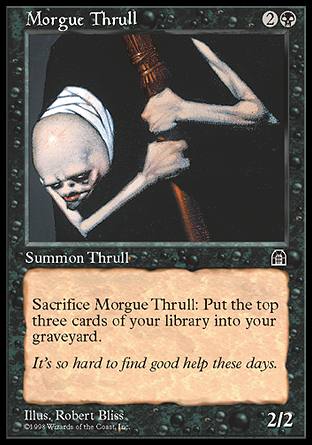 Morgue Thrull 2
Summon Thrull
Sacrifice Morgue Thrull: Put the top
three cards of your library into your
graveyard.
It's so hard to find good help these days.
Illus. Robert Bliss
©1998 Wizards of the Coast, Inc.
2/2